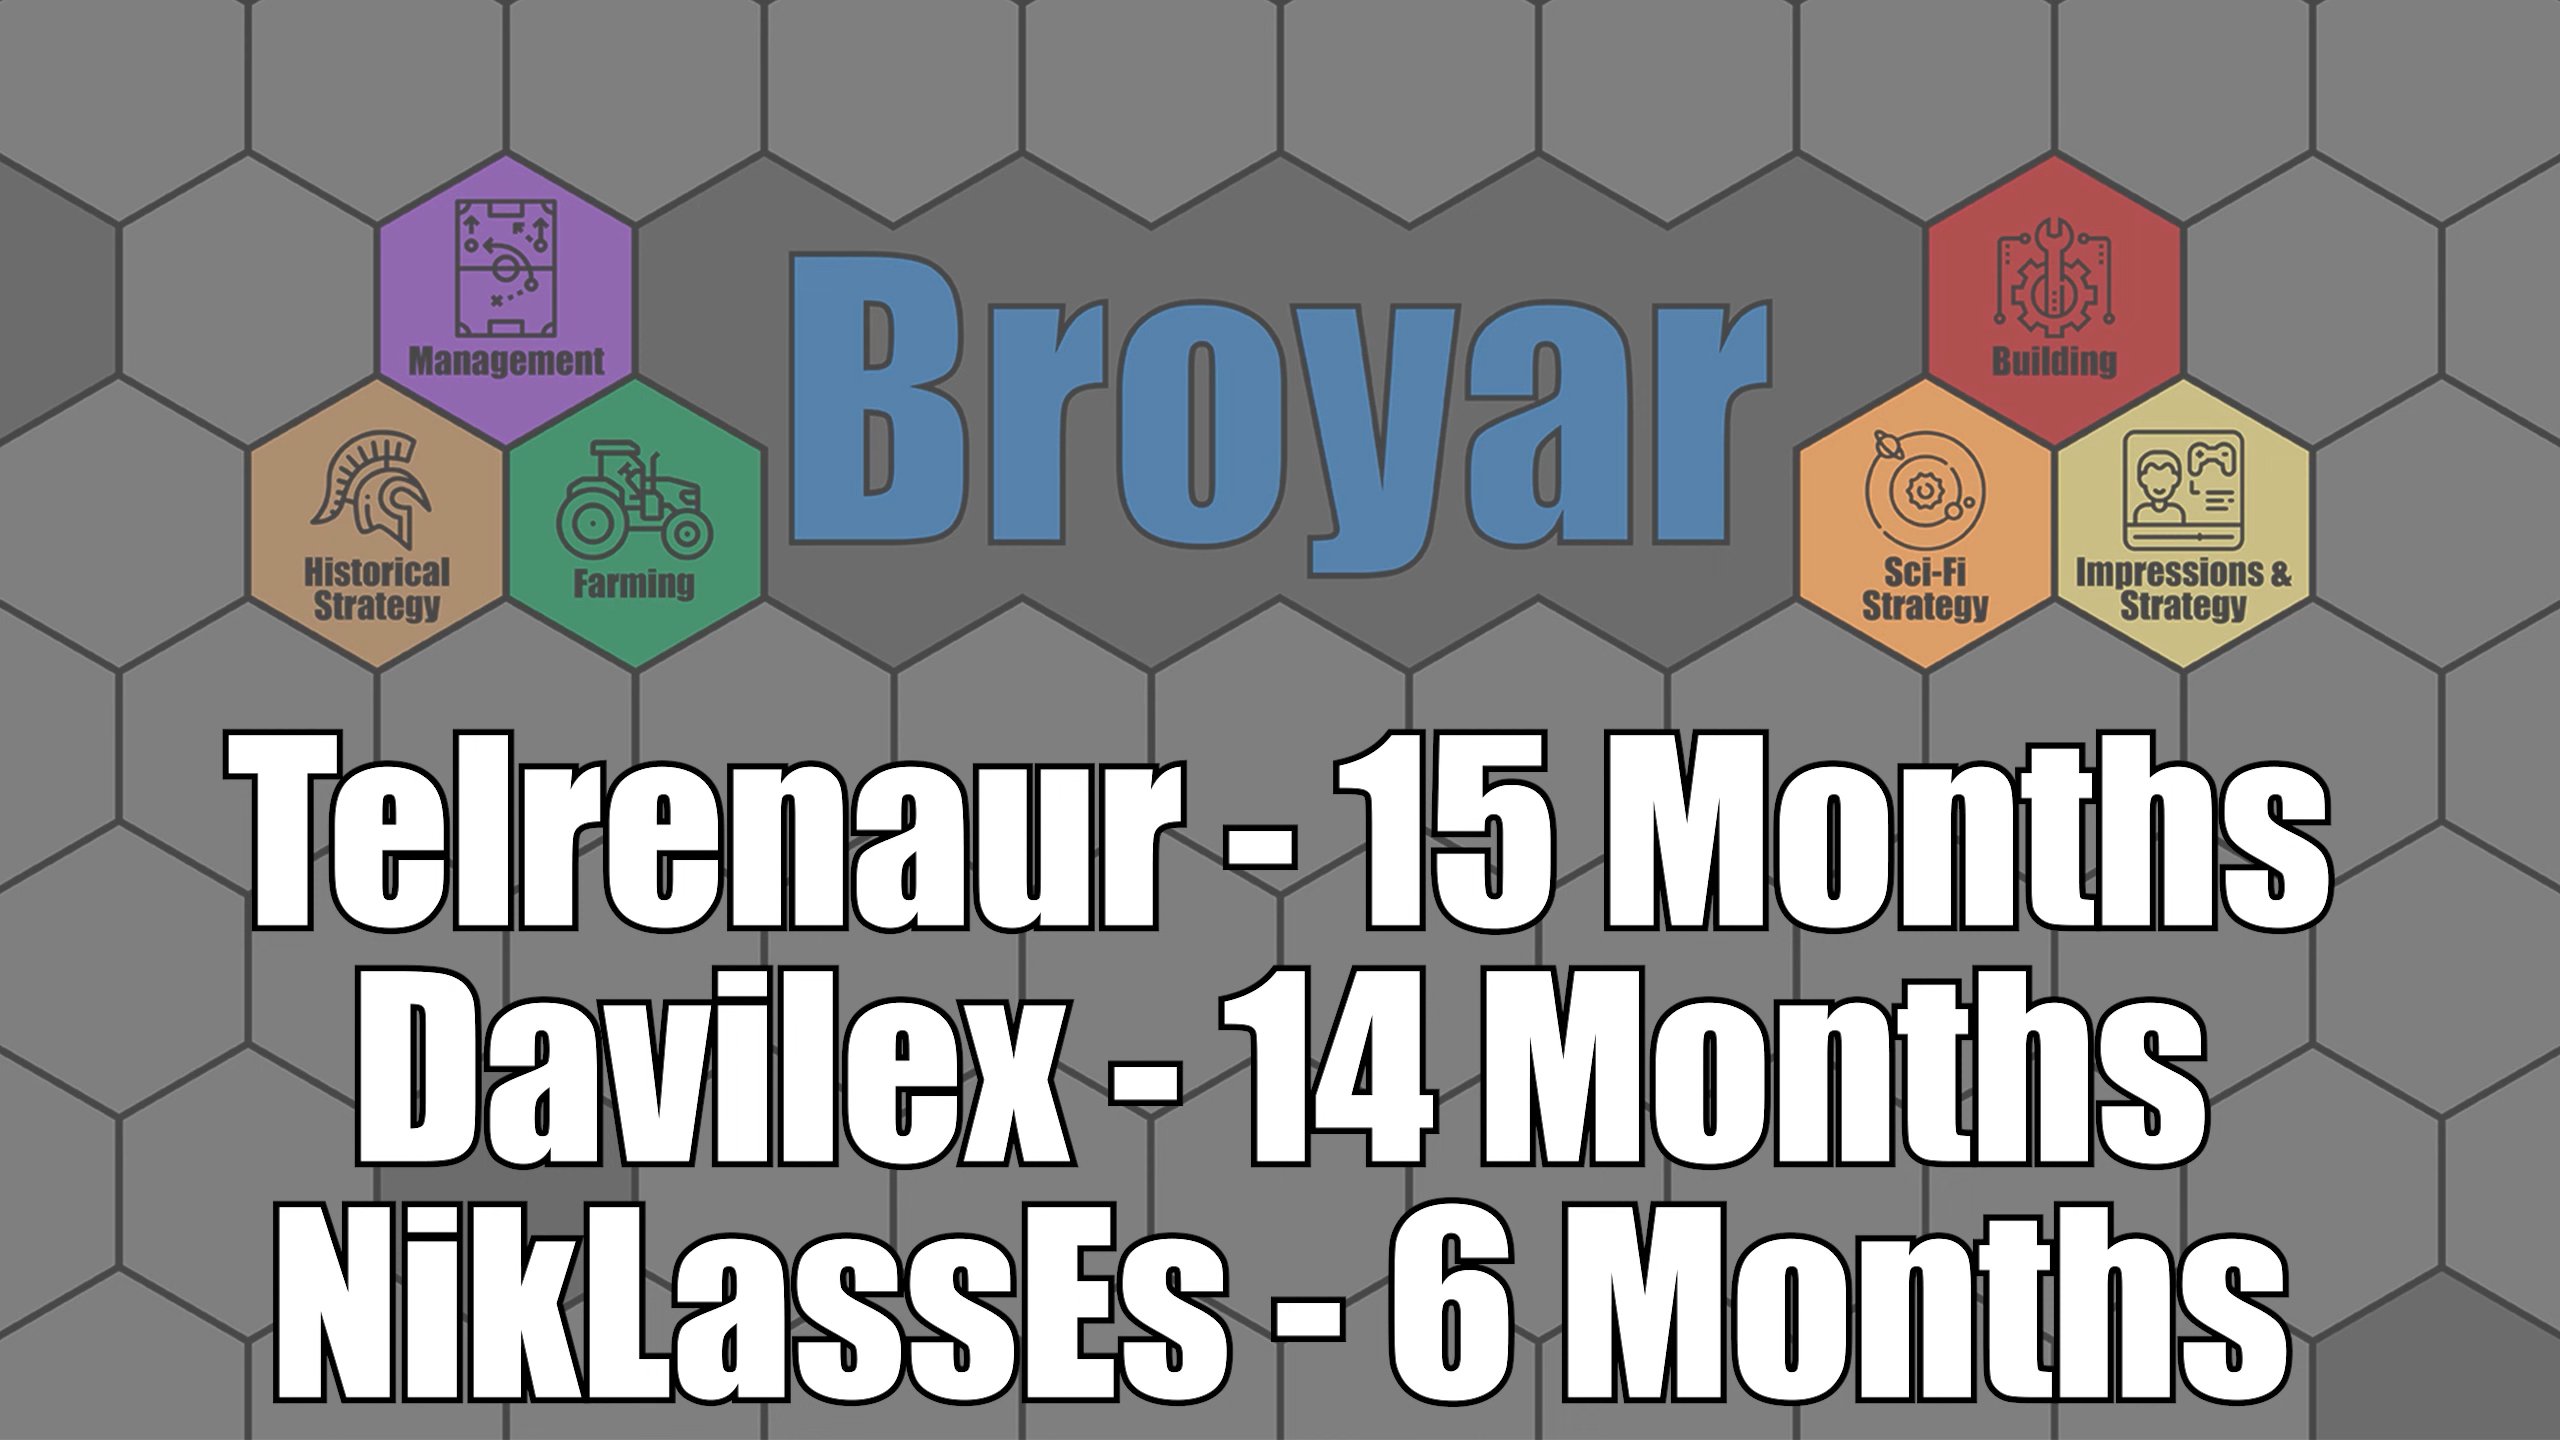 Management
Historical
Strategy
Farming
Broyar
Building
Sci-Fi
Strategy
Impressions &
Strategy
Telrenaur - 15 Months
Davilex - 14 Months
NikLassEs - 6 Months